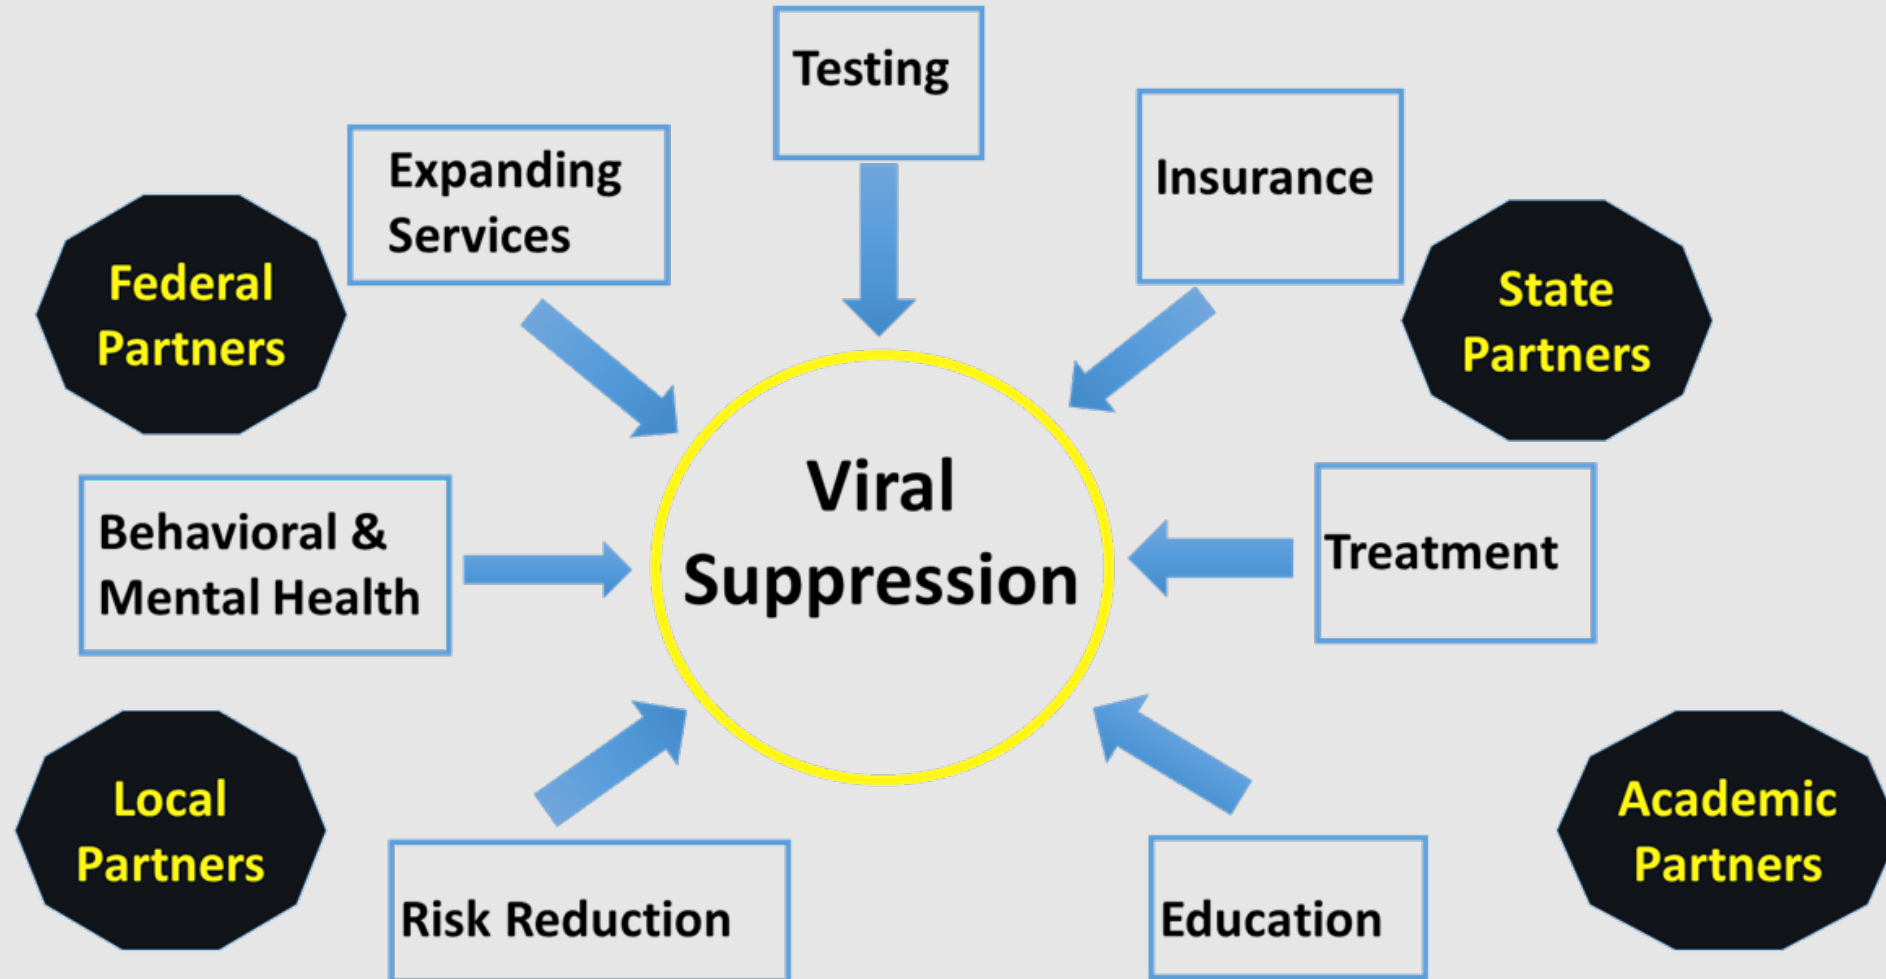 Testing
Expanding
Services
Insurance
Federal
Partners
State
Partners
Viral
Suppression
Behavioral &
Mental Health
Treatment
Local
Partners
Academic
Partners
Risk Reduction
Education